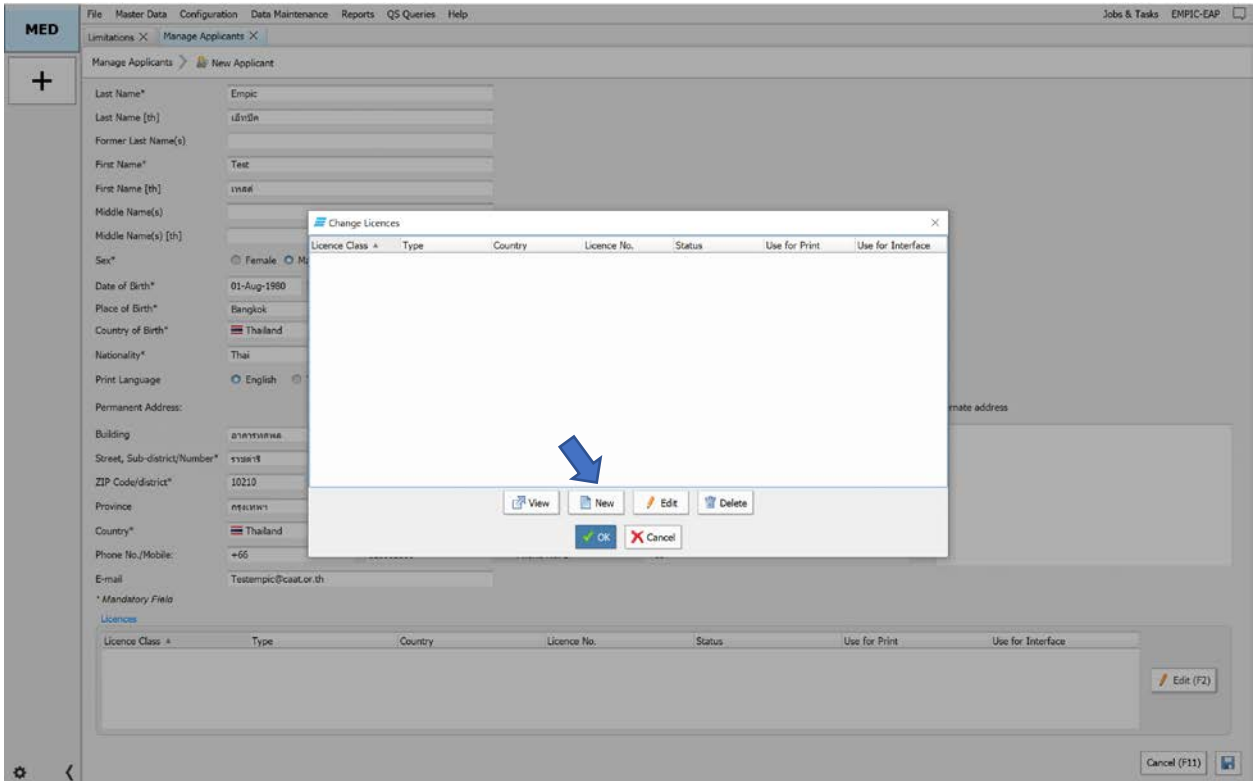 MED
File Master Data Configuration Data Maintenance Reports QS Queries Help
Jobs & Tasks EMPIC-EAP
Limitations Manage Applicants
Manage Applicants New Applicant
Last Name* Empic
Last Name [th]
Former Last Name(s)
First Name* Test
First Name [th]
Middle Name(s)
Middle Name(s) [th]
Sex* Female
Date of Birth* 01-Aug-1980
Place of Birth* Bangkok
Country of Birth* Thailand
Nationality* Thai
Print Language English
Permanent Address:
Building
Street, Sub-district/Number*
ZIP Code/district* 10210
Province
Country* Thailand
Phone No./Mobile: +66
E-mail Testempic@caat.or.th
* Mandatory Field
Change Licences
Licence Class Type Country Licence No. Status Use for Print Use for Interface
View New Edit Delete
OK Cancel
address
Licences
Licence Class Type Country Licence No. Status Use for Print Use for Interface
Edit (F2)
Cancel (F11)